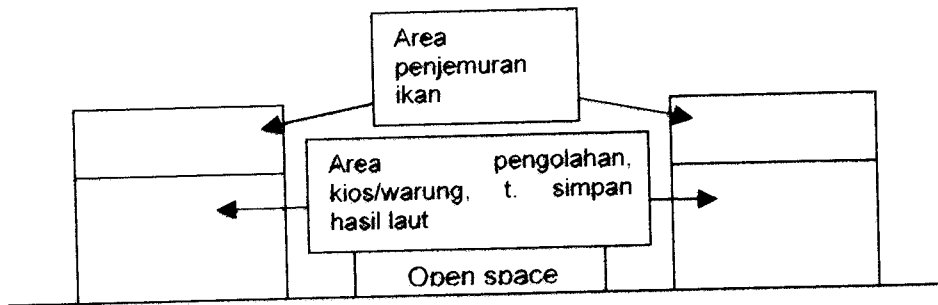 Area
penjemuran
ikan
Area pengolahan,
kios/warung, t. simpan
hasil laut
Open space